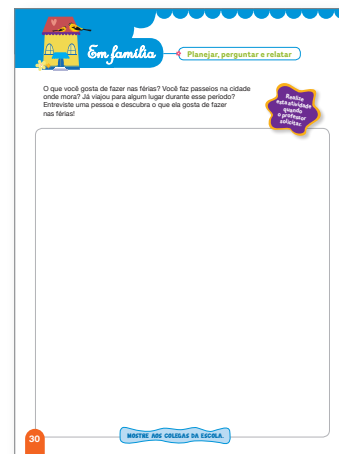 Em família
Planejar, perguntar e relatar
O que você gosta de fazer nas férias? Você faz passeios na cidade
onde mora? Já viajou para algum lugar durante esse período?
Entreviste uma pessoa e descubra o que ela gosta de fazer
nas férias!
Realize
esta atividade
quando
o professor
solicitar.
30
MOSTRE AOS COLEGAS DA ESCOLA.